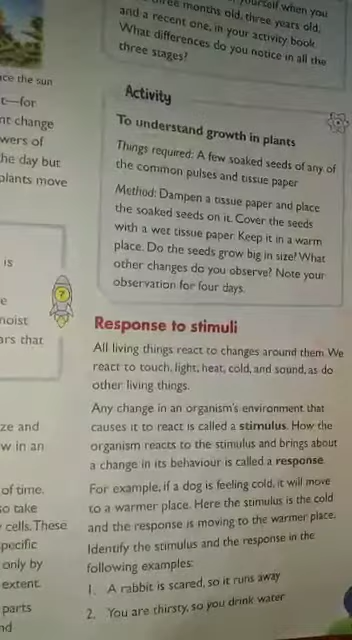 yourself when you
three months old, three years old,
and a recent one, in your activity book.
What differences do you notice in all the
three stages?
ce the sun
t—for
nt change
wers of
he day but
plants move
is
e
noist
ars that
ze and
w in an
of time.
so take
cells. These
pecific
only by
extent.
parts
nd
Activity
To understand growth in plants
Things required: A few soaked seeds of any of
the common pulses and tissue paper
Method: Dampen a tissue paper and place
the soaked seeds on it. Cover the seeds
with a wet tissue paper. Keep it in a warm
place. Do the seeds grow big in size? What
other changes do you observe? Note your
observation for four days.
?
Response to stimuli
All living things react to changes around them. We
react to touch, light, heat, cold, and sound, as do
other living things.
Any change in an organism's environment that
causes it to react is called a stimulus. How the
organism reacts to the stimulus and brings about
a change in its behaviour is called a response.
For example, if a dog is feeling cold, it will move
to a warmer place. Here the stimulus is the cold
and the response is moving to the warmer place.
Identify the stimulus and the response in the
following examples:
1. A rabbit is scared, so it runs away
2. You are thirsty, so you drink water